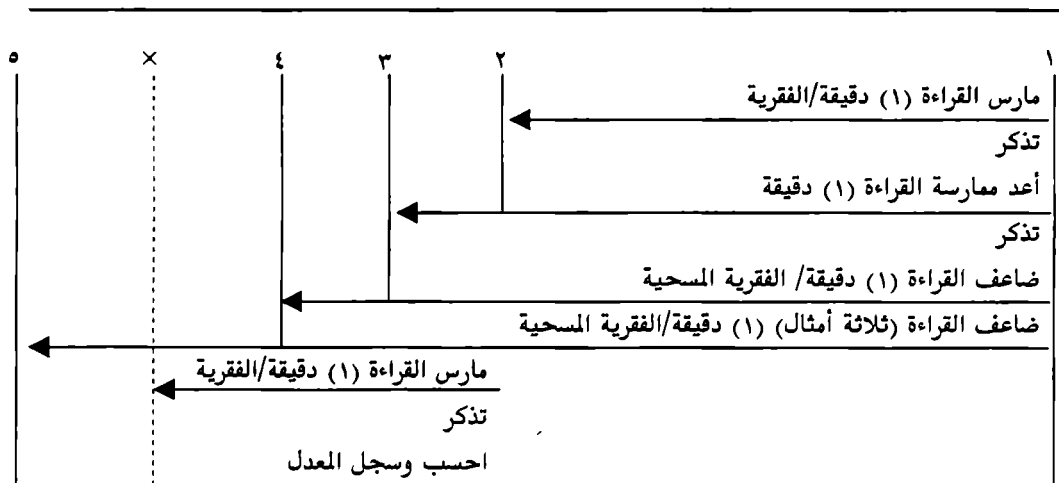 ١ ٢ ٣ ٤ × ٥
مارس القراءة (١) دقيقة/الفقرية
تذكر
أعد ممارسة القراءة (١) دقيقة
تذكر
ضاعف القراءة (١) دقيقة/ الفقرية المسحية
ضاعف القراءة (ثلاثة أمثال) (١) دقيقة/الفقرية المسحية
مارس القراءة (١) دقيقة/الفقرية
تذكر
احسب وسجل المعدل